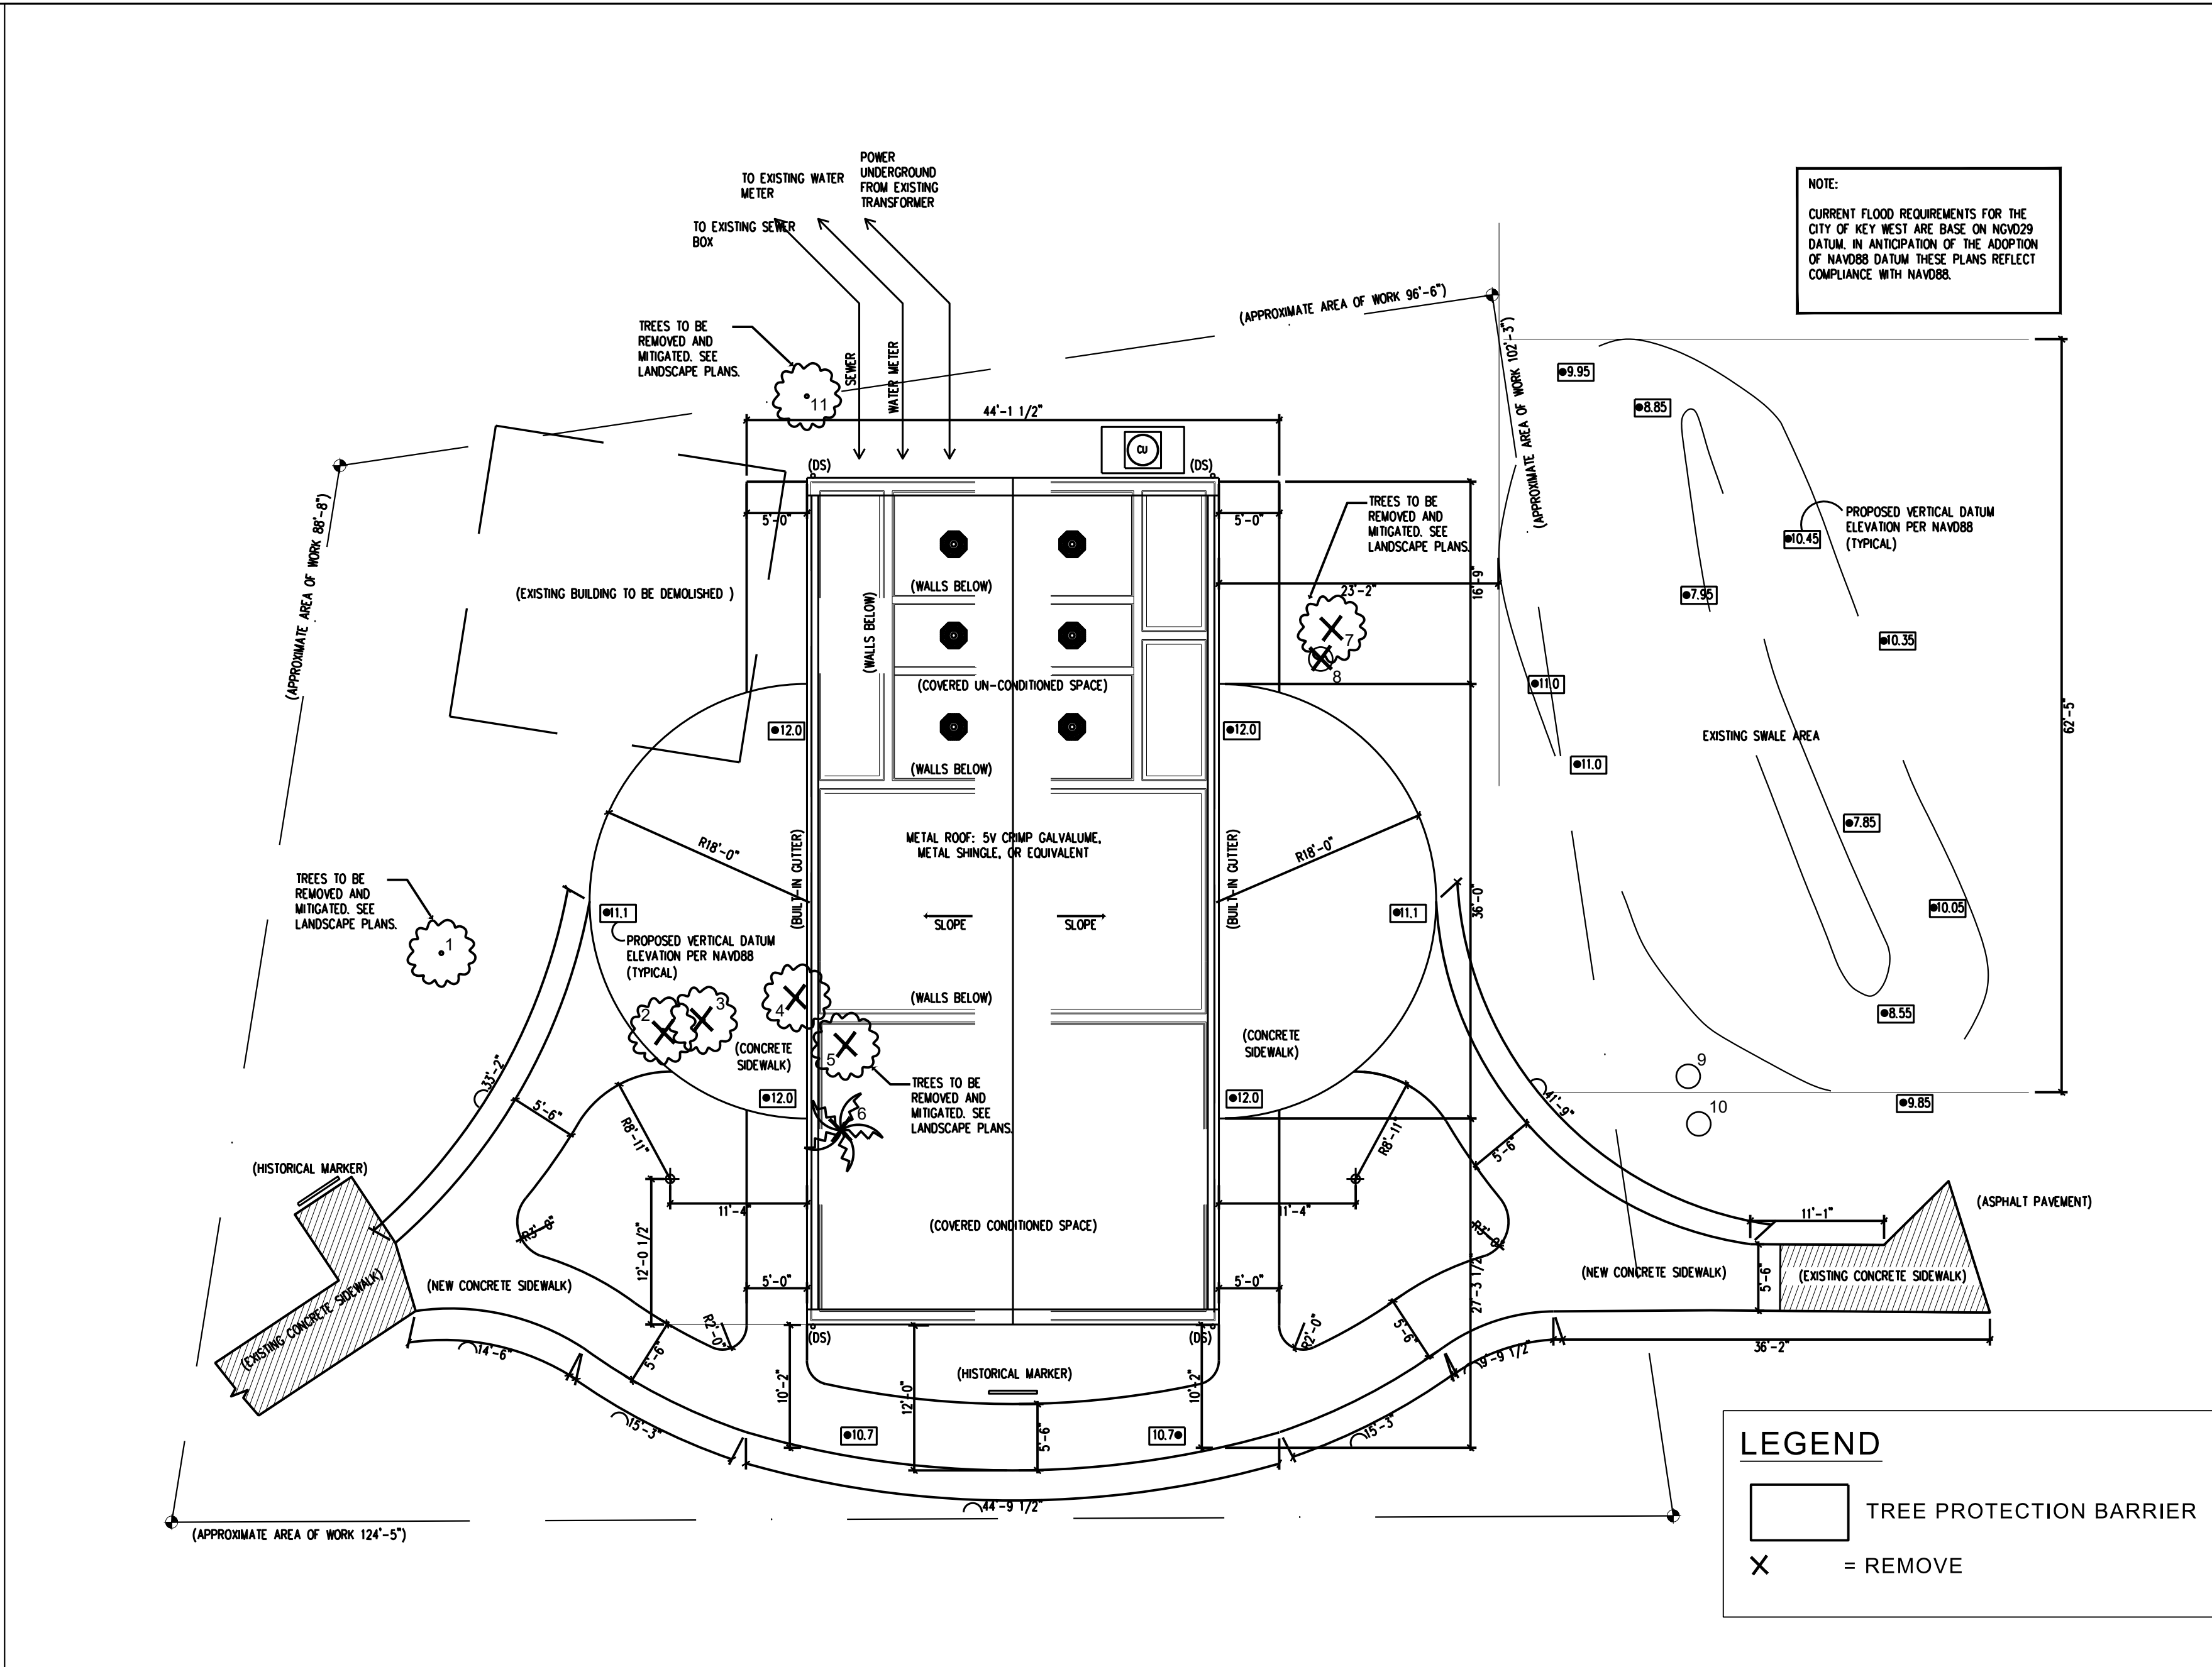 POWER
UNDERGROUND
FROM EXISTING
TRANSFORMER
TO EXISTING WATER
METER
TO EXISTING SEWER
BOX
NOTE:
CURRENT FLOOD REQUIREMENTS FOR THE
CITY OF KEY WEST ARE BASE ON NGVD29
DATUM. IN ANTICIPATION OF THE ADOPTION
OF NAVD88 DATUM THESE PLANS REFLECT
COMPLIANCE WITH NAVD88.
(APPROXIMATE AREA OF WORK 96'-6")
(APPROXIMATE AREA OF WORK 102'-3")
TREES TO BE
REMOVED AND
MITIGATED. SEE
LANDSCAPE PLANS.
11
SEWER
WATER METER
44'-1 1/2"
9.95
8.85
(DS)
CU
(DS)
(APPROXIMATE AREA OF WORK 88'-8")
5'-0"
5'-0"
TREES TO BE
REMOVED AND
MITIGATED. SEE
LANDSCAPE PLANS.
PROPOSED VERTICAL DATUM
ELEVATION PER NAVD88
(TYPICAL)
10.45
(EXISTING BUILDING TO BE DEMOLISHED )
(WALLS BELOW)
(WALLS BELOW)
23'-2"
16'-9"
7.95
7
8
10.35
(COVERED UN-CONDITIONED SPACE)
11.0
62'-5"
12.0
12.0
EXISTING SWALE AREA
(WALLS BELOW)
11.0
7.85
R18'-0"
(BUILT-IN GUTTER)
METAL ROOF: 5V CRIMP GALVALUME,
METAL SHINGLE, OR EQUIVALENT
(BUILT-IN GUTTER)
R18'-0"
TREES TO BE
REMOVED AND
MITIGATED. SEE
LANDSCAPE PLANS.
1
11.1
SLOPE
SLOPE
11.1
36'-0"
10.05
PROPOSED VERTICAL DATUM
ELEVATION PER NAVD88
(TYPICAL)
2
3
4
(WALLS BELOW)
8.55
(CONCRETE
SIDEWALK)
5
(CONCRETE
SIDEWALK)
9
33'-2"
5'-6"
TREES TO BE
REMOVED AND
MITIGATED. SEE
LANDSCAPE PLANS.
12.0
6
12.0
41'-9"
10
9.85
R8'-11"
R8'-11"
5'-6"
(HISTORICAL MARKER)
11'-4"
11'-4"
(ASPHALT PAVEMENT)
11'-1"
R3'-0"
12'-0 1/2"
(COVERED CONDITIONED SPACE)
(NEW CONCRETE SIDEWALK)
5'-0"
5'-0"
27'-3 1/2"
(NEW CONCRETE SIDEWALK)
5'-6"
(EXISTING CONCRETE SIDEWALK)
(EXISTING CONCRETE SIDEWALK)
14'-6"
5'-6"
R2'-0"
(DS)
(DS)
R2'-0"
5'-6"
9'-9 1/2"
36'-2"
10'-2"
12'-0"
(HISTORICAL MARKER)
10'-2"
15'-3"
10.7
5'-6"
10.7
15'-3"
44'-9 1/2"
(APPROXIMATE AREA OF WORK 124'-5")
LEGEND
TREE PROTECTION BARRIER
= REMOVE